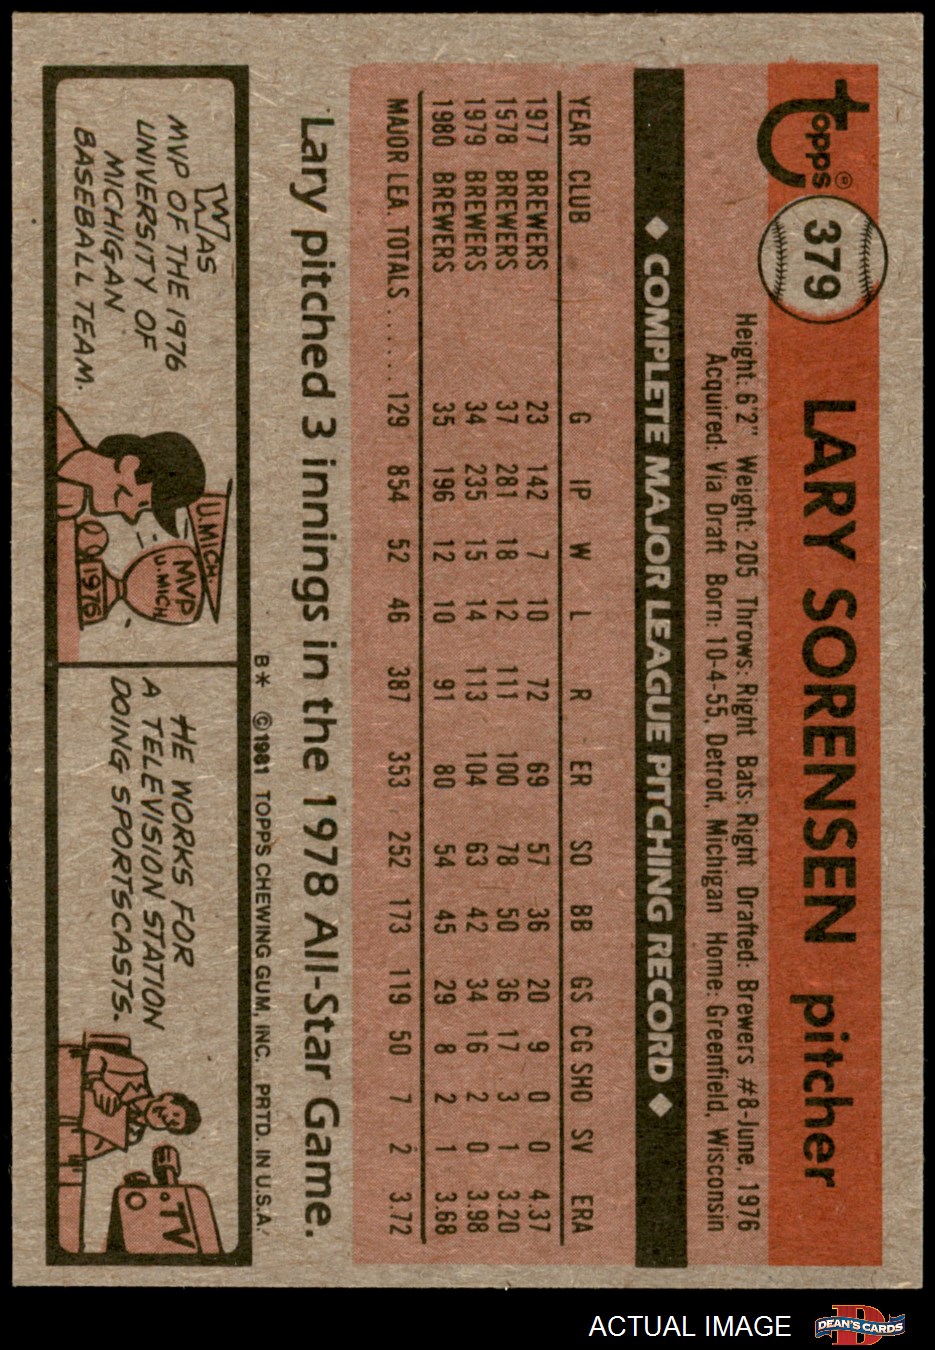 Topps®
379
LARY SORENSEN pitcher
Height: 6'2" Weight: 205 Throws: Right Bats: Right Drafted: Brewers #8-June, 1976
Acquired: Via Draft Born: 10-4-55, Detroit, Michigan Home: Greenfield, Wisconsin
◆ COMPLETE MAJOR LEAGUE PITCHING RECORD ◆
YEAR CLUB G IP W L R ER SO BB GS CG SHO SV ERA
1977 BREWERS 23 142 7 10 72 69 57 36 20 9 0 0 4.37
1978 BREWERS 37 281 18 12 111 100 78 50 36 17 3 1 3.20
1979 BREWERS 34 235 15 14 113 104 63 42 34 16 2 0 3.98
1980 BREWERS 35 196 12 10 91 80 54 45 29 8 2 1 3.68
MAJOR LEA. TOTALS...... 129 854 52 46 387 353 252 173 119 50 7 2 3.72
Lary pitched 3 innings in the 1978 All-Star Game.
B* ©1981 TOPPS CHEWING GUM, INC. PRTD. IN U.S.A.
WAS
MVP OF THE 1976
UNIVERSITY OF
MICHIGAN
BASEBALL TEAM.
U. MICH.
MVP
U. MICH
1976
HE WORKS FOR
A TELEVISION STATION
DOING SPORTSCASTS.
TV
ACTUAL IMAGE
D
DEAN'S CARDS